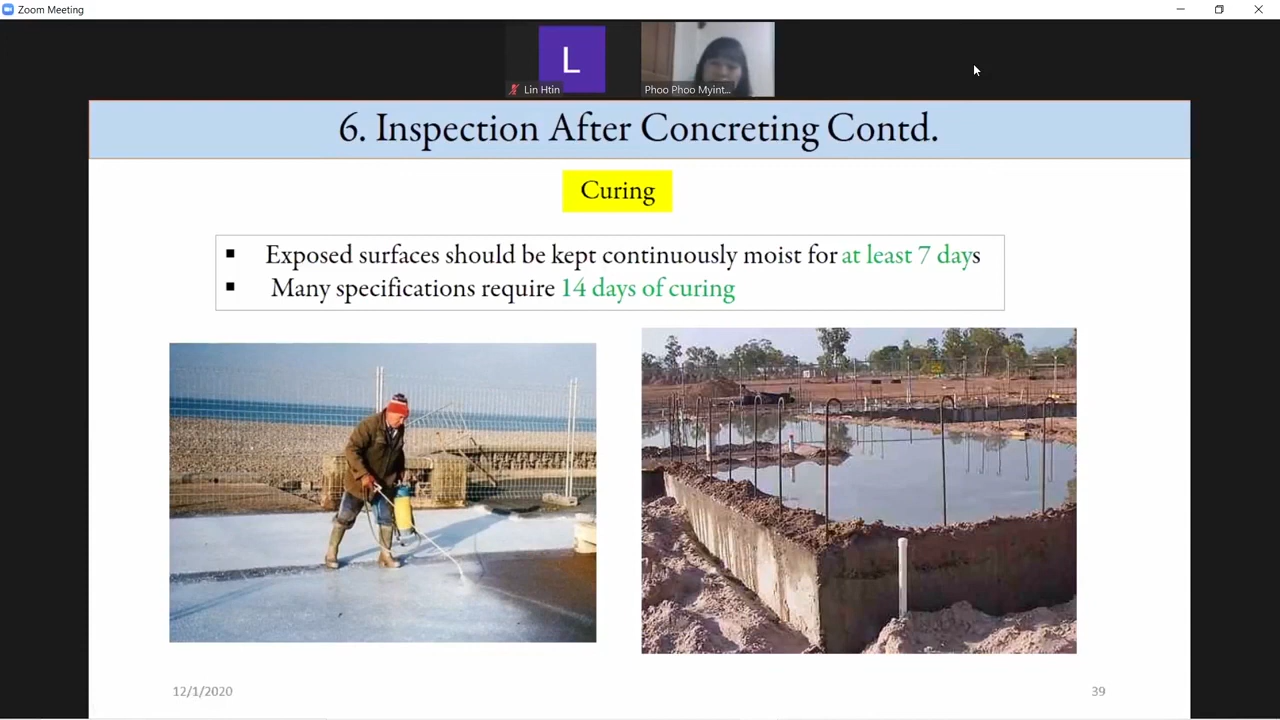 Zoom Meeting
L
Lin Htin
Phoo Phoo Myint...
6. Inspection After Concreting Contd.
Curing
Exposed surfaces should be kept continuously moist for at least 7 days
Many specifications require 14 days of curing
12/1/2020
39